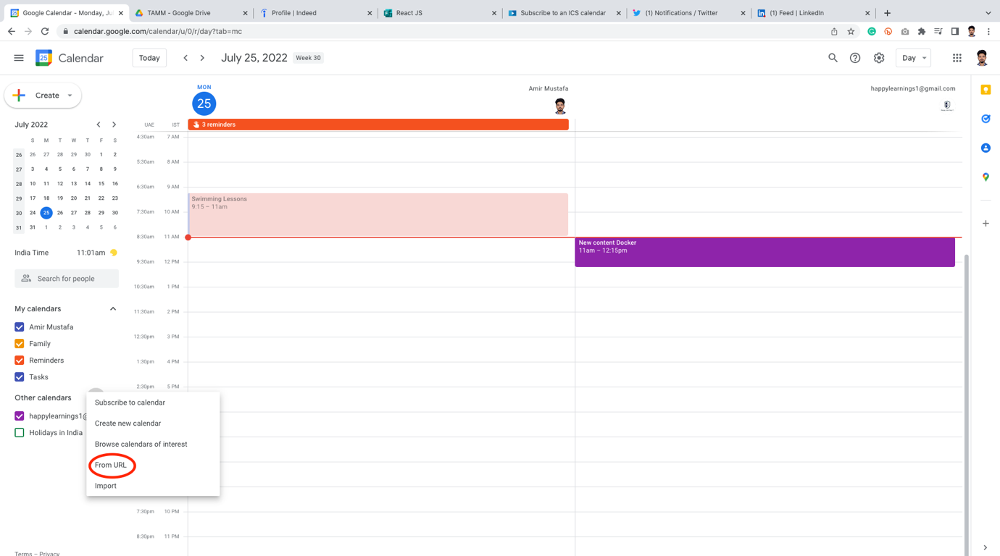 Google Calendar - Monday, Ju
TAMM - Google Drive
Profile | Indeed
React JS
Subscribe to an ICS calendar
(1) Notifications / Twitter
(1) Feed | LinkedIn
calendar.google.com/calendar/u/0/r/day?tab=mc
25
Calendar
Today
July 25, 2022
Week 30
Day
Create
MON
25
Amir Mustafa
happylearnings1@gmail.com
UAE IST
3 reminders
July 2022
S M T W T F S
26 26 27 28 29 30 1 2
27 3 4 5 6 7 8 9
28 10 11 12 13 14 15 16
29 17 18 19 20 21 22 23
30 24 25 26 27 28 29 30
31 31 1 2 3 4 5 6
India Time 11:01am
Search for people
My calendars
Amir Mustafa
Family
Reminders
Tasks
Other calendars
happylearnings1@
Holidays in India
Subscribe to calendar
Create new calendar
Browse calendars of interest
From URL
Import
Terms – Privacy
4:30am 7 AM
5:30am 8 AM
6:30am 9 AM
7:30am 10 AM
8:30am 11 AM
9:30am 12 PM
10:30am 1 PM
11:30am 2 PM
12:30pm 3 PM
1:30pm 4 PM
2:30pm 5 PM
7:30pm 10 PM
8:30pm 11 PM
Swimming Lessons
9:15 – 11am
New content Docker
11am – 12:15pm